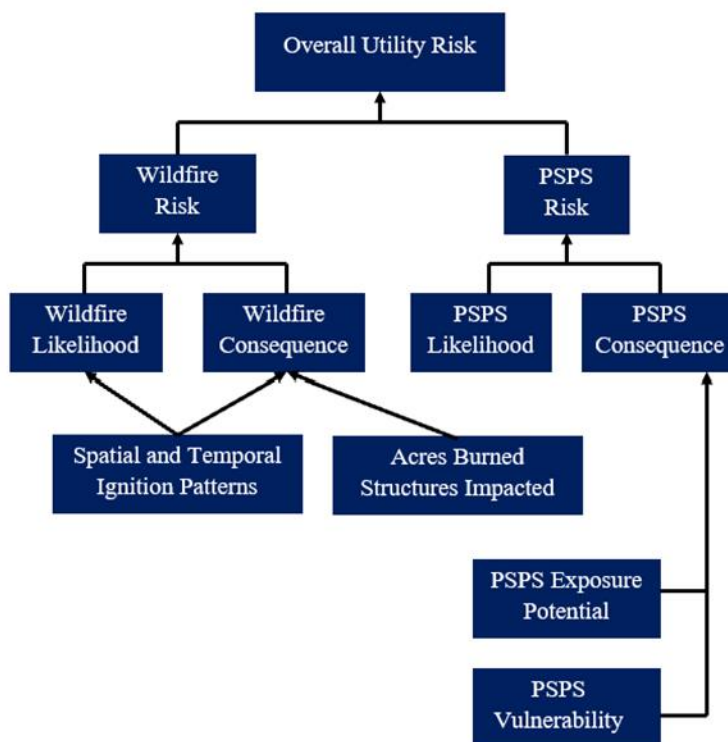 Overall Utility Risk
Wildfire
Risk
PSPS
Risk
Wildfire
Likelihood
Wildfire
Consequence
PSPS
Likelihood
PSPS
Consequence
Spatial and Temporal
Ignition Patterns
Acres Burned
Structures Impacted
PSPS Exposure
Potential
PSPS
Vulnerability